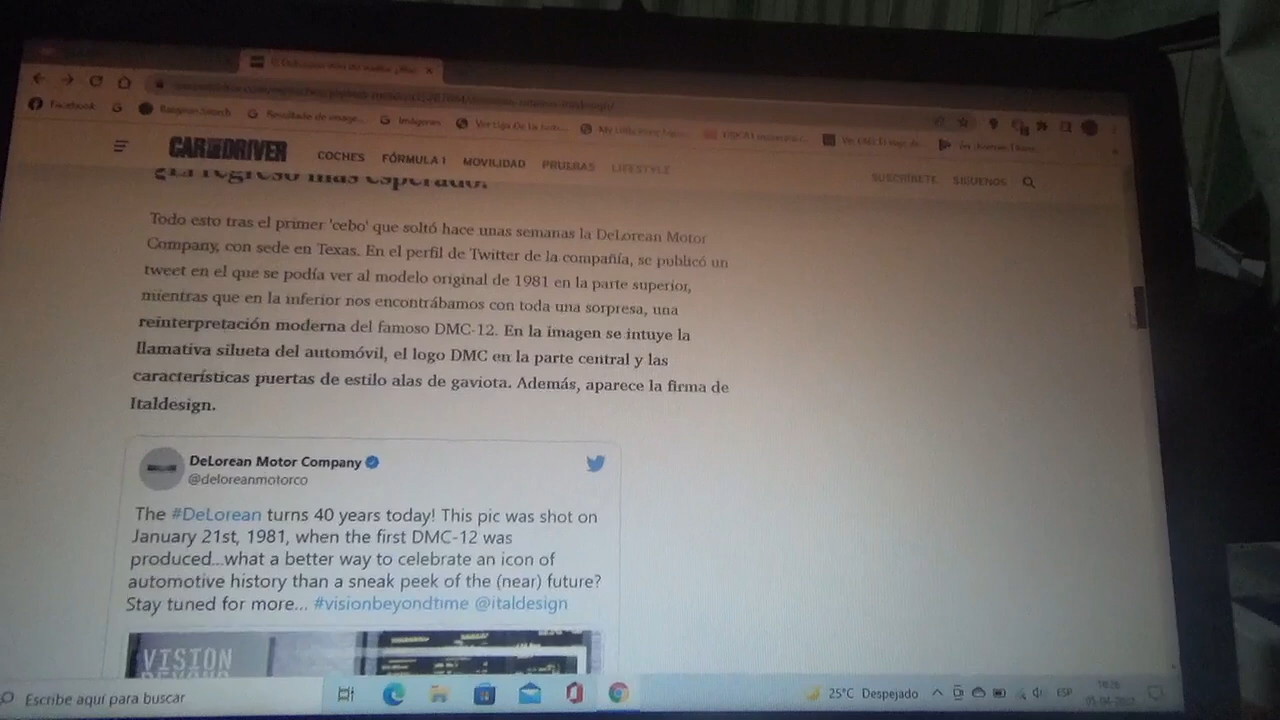 Facebook
G
G
G Imágenes
CAR AND DRIVER
COCHES
FÓRMULA 1
MOVILIDAD
PRUEBAS
LIFESTYLE
SUSCRÍBETE
SÍGUENOS
más esperado?
Todo esto tras el primer 'cebo' que soltó hace unas semanas la DeLorean Motor
Company, con sede en Texas. En el perfil de Twitter de la compañía, se publicó un
tweet en el que se podía ver al modelo original de 1981 en la parte superior,
mientras que en la inferior nos encontrábamos con toda una sorpresa, una
reinterpretación moderna del famoso DMC-12. En la imagen se intuye la
llamativa silueta del automóvil, el logo DMC en la parte central y las
características puertas de estilo alas de gaviota. Además, aparece la firma de
Italdesign.
DeLorean Motor Company
@deloreanmotorco
The #DeLorean turns 40 years today! This pic was shot on
January 21st, 1981, when the first DMC-12 was
produced...what a better way to celebrate an icon of
automotive history than a sneak peek of the (near) future?
Stay tuned for more... #visionbeyondtime @italdesign
VISION
BEYOND
Escribe aquí para buscar
25°C Despejado
ESP